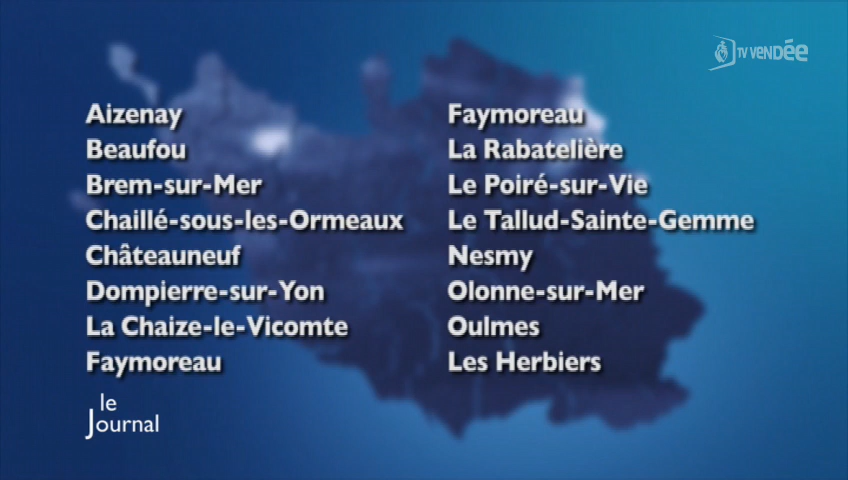 TV VENDÉE
Aizenay
Beaufou
Brem-sur-Mer
Chaillé-sous-les-Ormeaux
Châteauneuf
Dompierre-sur-Yon
La Chaize-le-Vicomte
Faymoreau
Faymoreau
La Rabatelière
Le Poiré-sur-Vie
Le Tallud-Sainte-Gemme
Nesmy
Olonne-sur-Mer
Oulmes
Les Herbiers
le
Journal